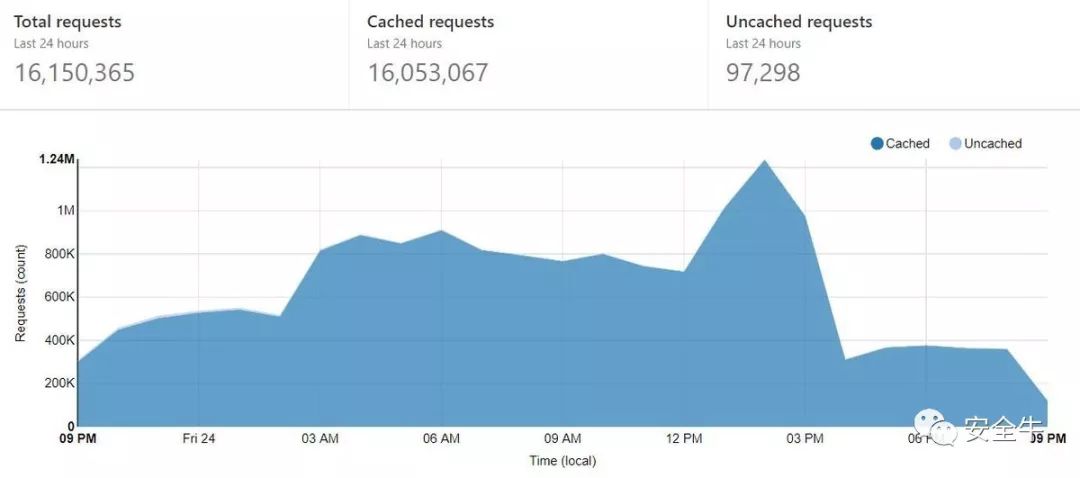 Total requests
Last 24 hours
16,150,365
Cached requests
Last 24 hours
16,053,067
Uncached requests
Last 24 hours
97,298
Cached
Uncached
1.24M
1M
800K
600K
400K
200K
0
Requests (count)
09 PM
Fri 24
03 AM
06 AM
09 AM
12 PM
03 PM
06 PM
09 PM
Time (local)
安全牛